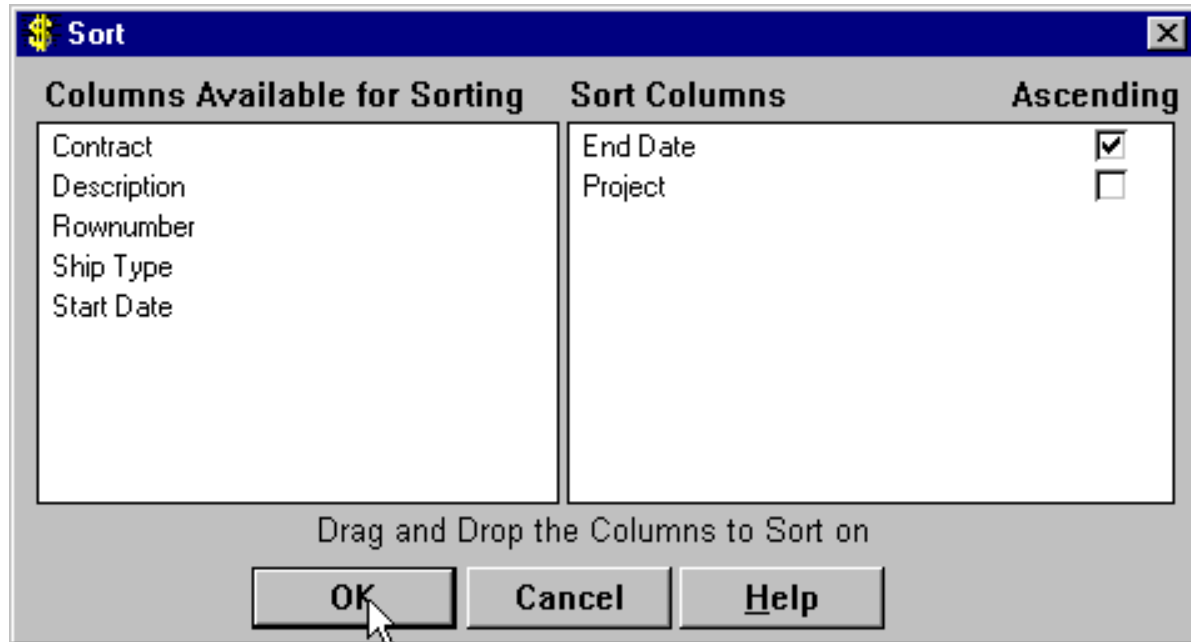 Sort
Columns Available for Sorting
Sort Columns
Ascending
Contract
Description
Rownumber
Ship Type
Start Date
End Date
Project
Drag and Drop the Columns to Sort on
OK
Cancel
Help